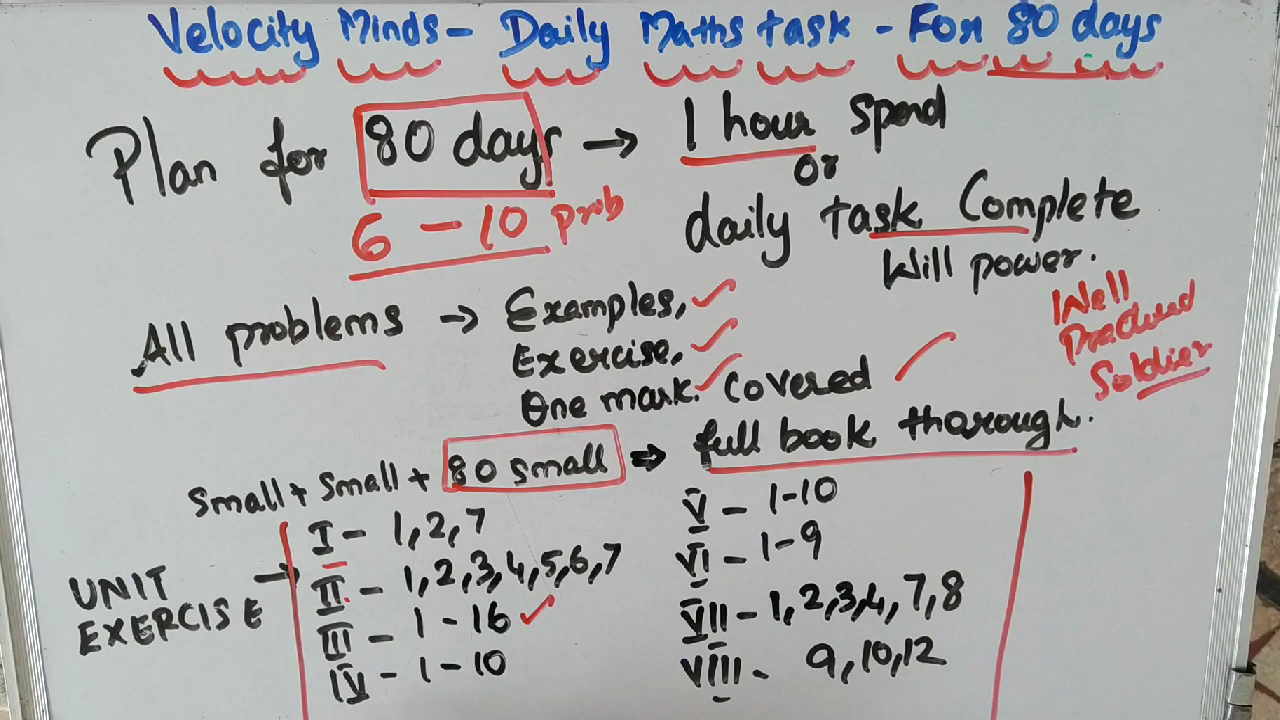 Velocity Minds - Daily Maths task - For 80 days
Plan for 80 days → 1 hour spend
or
6 - 10 prob
daily task Complete
Will power.
All problems → Examples, ✓
Exercise, ✓
One mark. ✓ Covered
Well
Soldier
Small + Small + 80 small ⇒ full book thorough.
UNIT
EXERCISE →
I - 1, 2, 7
II - 1, 2, 3, 4, 5, 6, 7
III - 1 - 16 ✓
IV - 1 - 10
V - 1-10
VI - 1-9
VII - 1, 2, 3, 4, 7, 8
VIII - 9, 10, 12